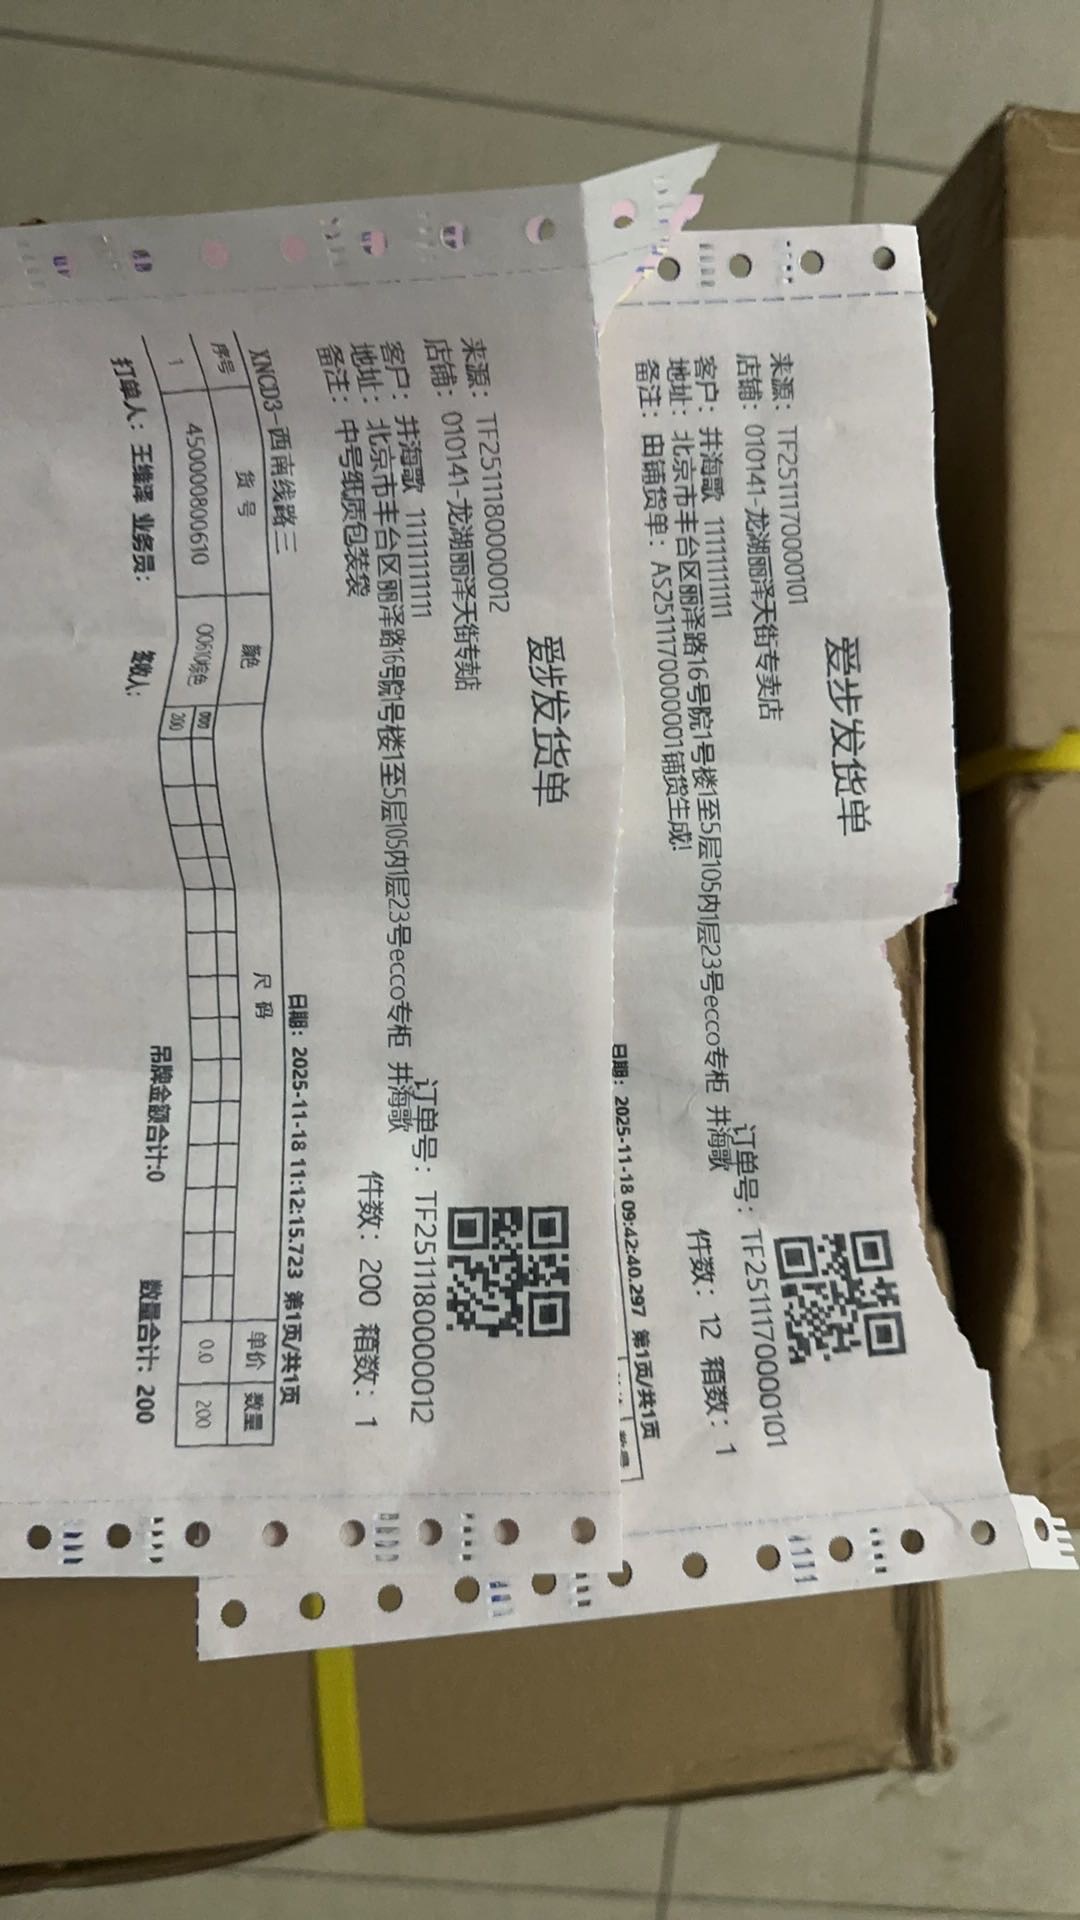 爱步发货单
来源：TF2511170000101
店铺：010141-龙湖丽泽天街专卖店
订单号：TF2511170000101
客户：井海歌 11111111111
件数：12 箱数：1
地址：北京市丰台区丽泽路16号院1号楼1至5层105内1层23号ecco专柜 井海歌
备注：由铺货单：AS2511170000001铺货生成!
日期：2025-11-18 09:42:40.297 第1页/共1页
爱步发货单
来源：TF2511180000012
店铺：010141-龙湖丽泽天街专卖店
订单号：TF2511180000012
客户：井海歌 11111111111
件数：200 箱数：1
地址：北京市丰台区丽泽路16号院1号楼1至5层105内1层23号ecco专柜 井海歌
备注：中号纸质包装袋
XNCD3-西南线路三
日期：2025-11-18 11:12:15.723 第1页/共1页
序号 货号 颜色 尺码 单价 数量
1 450000800610 00610棕色 000 0.0 200
200
打单人：王维泽 业务员： 签收人： 吊牌金额合计:0 数量合计：200